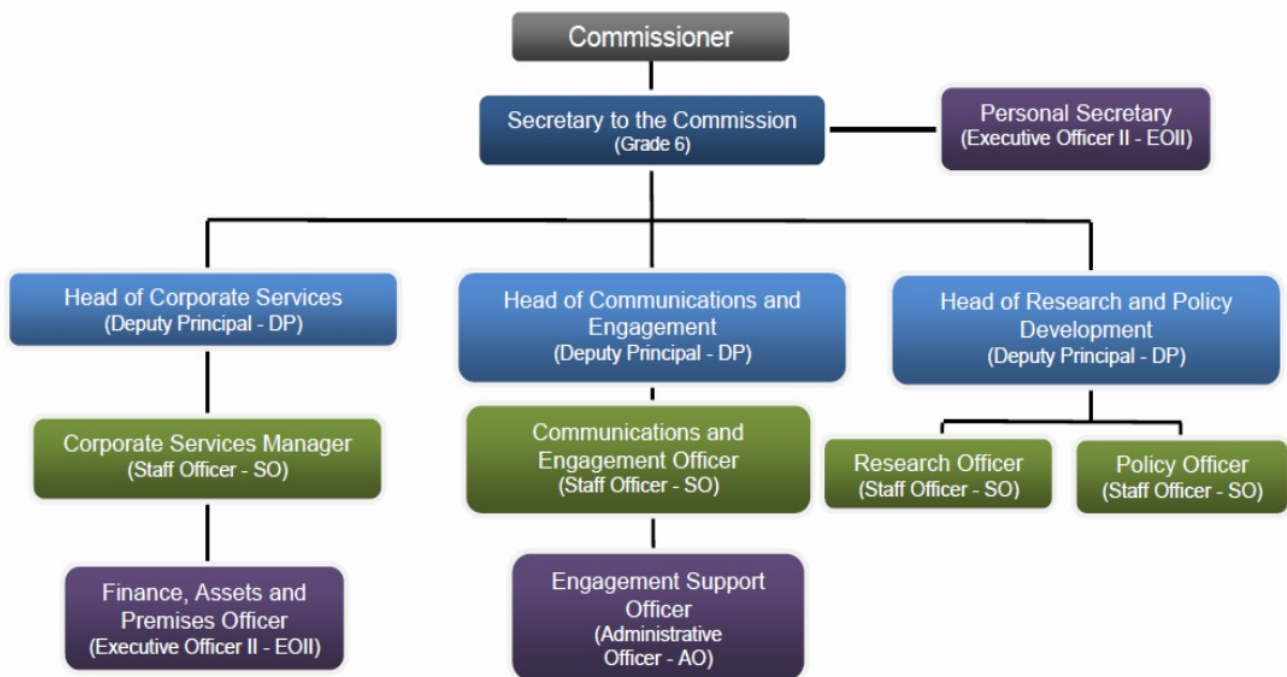 Commissioner
Secretary to the Commission
(Grade 6)
Personal Secretary
(Executive Officer II - EOII)
Head of Corporate Services
(Deputy Principal - DP)
Head of Communications and
Engagement
(Deputy Principal - DP)
Head of Research and Policy
Development
(Deputy Principal - DP)
Corporate Services Manager
(Staff Officer - SO)
Communications and
Engagement Officer
(Staff Officer - SO)
Research Officer
(Staff Officer - SO)
Policy Officer
(Staff Officer - SO)
Finance, Assets and
Premises Officer
(Executive Officer II - EOII)
Engagement Support
Officer
(Administrative
Officer - AO)